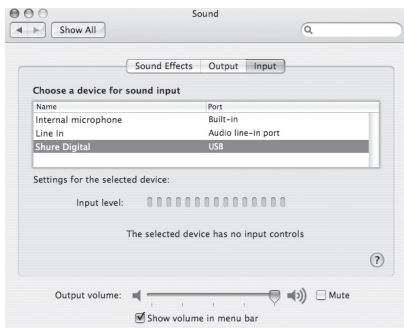 Sound
Show All
Sound Effects Output Input
Choose a device for sound input
Name Port
Internal microphone Built-in
Line In Audio line-in port
Shure Digital USB
Settings for the selected device:
Input level:
The selected device has no input controls
?
Output volume: Mute
Show volume in menu bar